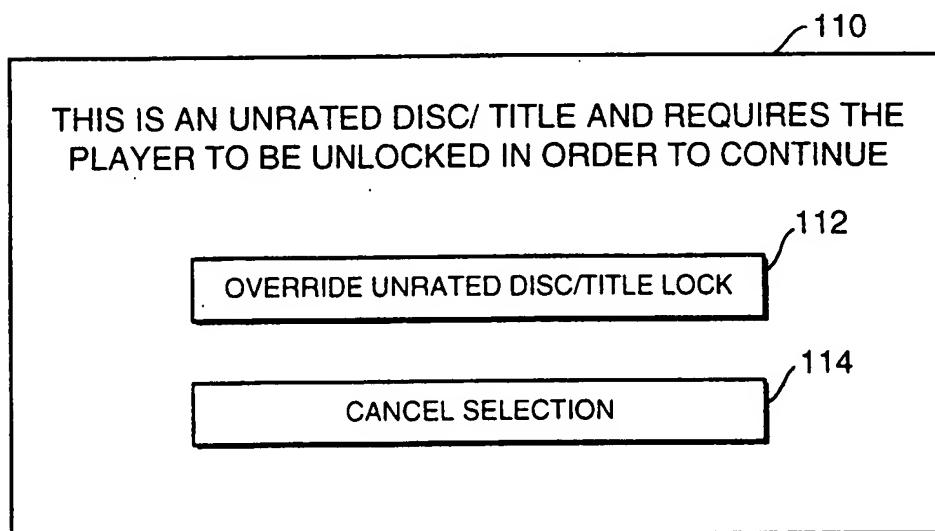 110
THIS IS AN UNRATED DISC/ TITLE AND REQUIRES THE
PLAYER TO BE UNLOCKED IN ORDER TO CONTINUE
112
OVERRIDE UNRATED DISC/TITLE LOCK
114
CANCEL SELECTION